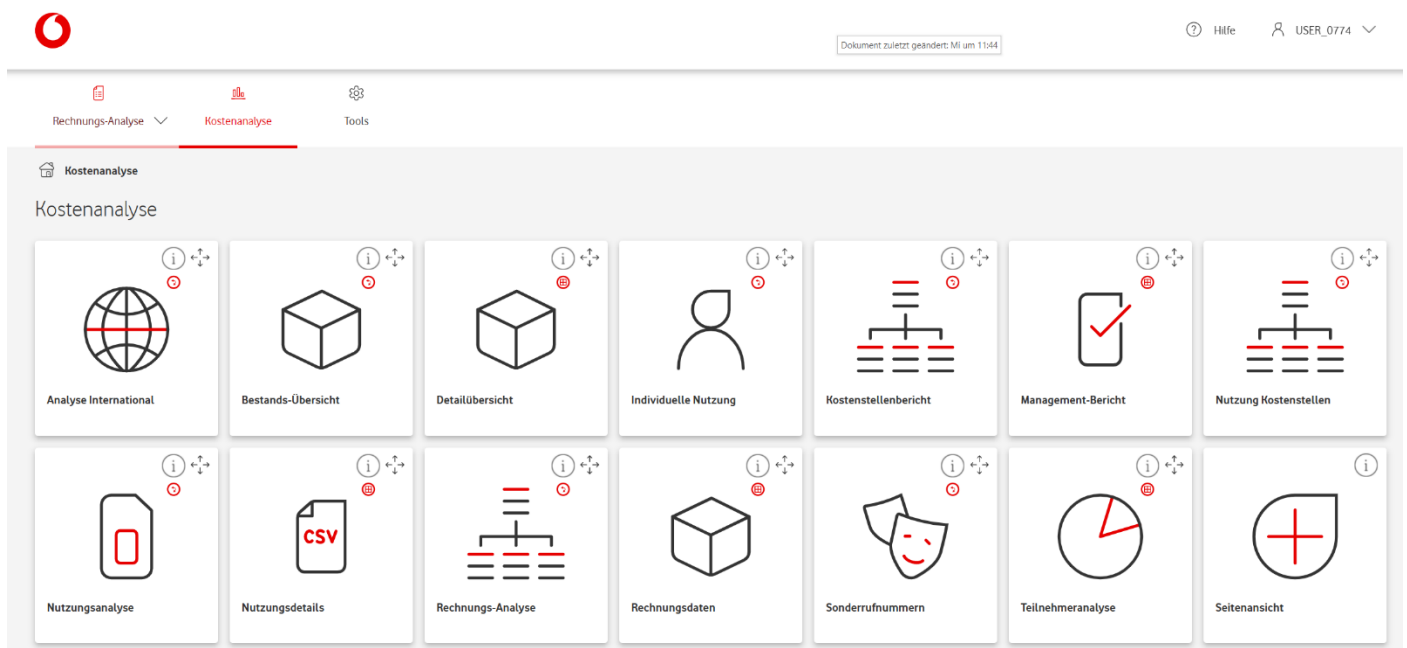 Hilfe
USER_0774
Dokument zuletzt geändert: Mi um 11:44
Rechnungs-Analyse
Kostenanalyse
Tools
Kostenanalyse
Kostenanalyse
Analyse International
Bestands-Übersicht
Detailübersicht
Individuelle Nutzung
Kostenstellenbericht
Management-Bericht
Nutzung Kostenstellen
CSV
Nutzungsanalyse
Nutzungsdetails
Rechnungs-Analyse
Rechnungsdaten
Sonderrufnummern
Teilnehmeranalyse
Seitenansicht